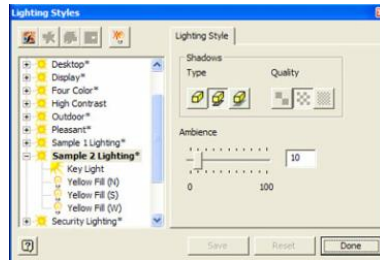 Lighting Styles
Lighting Style
Desktop*
Display*
Four Color*
High Contrast
Outdoor*
Pleasant*
Sample 1 Lighting*
Sample 2 Lighting*
Key Light
Yellow Fill (N)
Yellow Fill (S)
Yellow Fill (W)
Security Lighting*
Shadows
Type Quality
Ambience
10
0 100
Save Reset Done